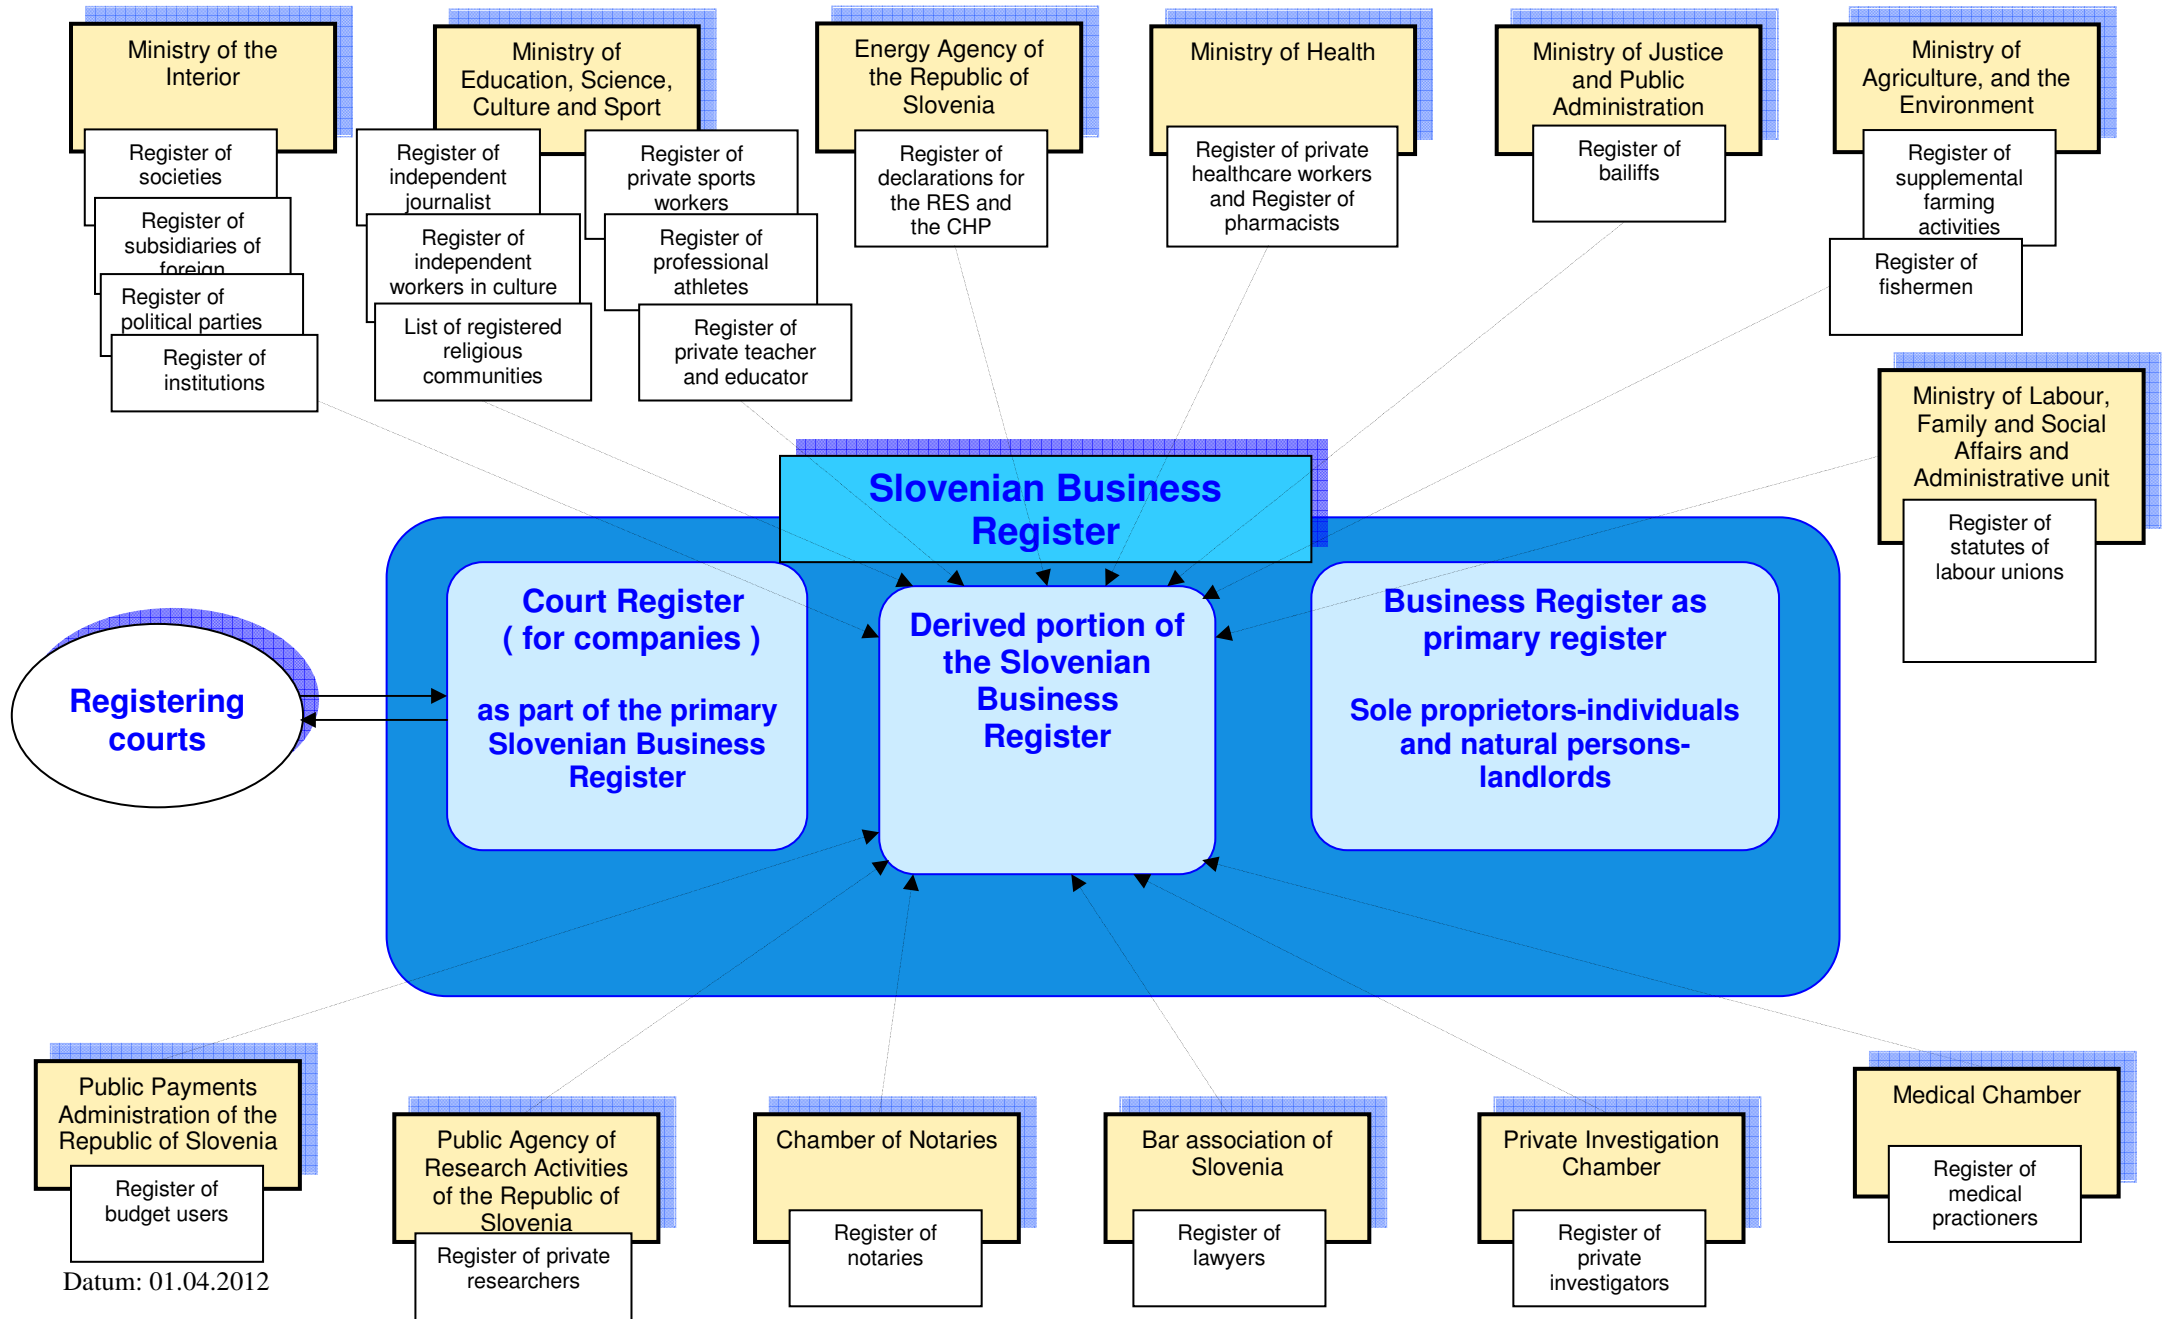 Ministry of the
Interior
Register of
societies
Register of
subsidiaries of
foreign
Register of
political parties
Register of
institutions
Ministry of
Education, Science,
Culture and Sport
Register of
independent
journalist
Register of
independent
workers in culture
List of registered
religious
communities
Register of
private sports
workers
Register of
professional
athletes
Register of
private teacher
and educator
Energy Agency of
the Republic of
Slovenia
Register of
declarations for
the RES and
the CHP
Ministry of Health
Register of private
healthcare workers
and Register of
pharmacists
Ministry of Justice
and Public
Administration
Register of
bailiffs
Ministry of
Agriculture, and the
Environment
Register of
supplemental
farming
activities
Register of
fishermen
Ministry of Labour,
Family and Social
Affairs and
Administrative unit
Register of
statutes of
labour unions
Slovenian Business
Register
Registering
courts
Court Register
( for companies )
as part of the primary
Slovenian Business
Register
Derived portion of
the Slovenian
Business
Register
Business Register as
primary register
Sole proprietors-individuals
and natural persons-
landlords
Public Payments
Administration of the
Republic of Slovenia
Register of
budget users
Datum: 01.04.2012
Public Agency of
Research Activities
of the Republic of
Slovenia
Register of private
researchers
Chamber of Notaries
Register of
notaries
Bar association of
Slovenia
Register of
lawyers
Private Investigation
Chamber
Register of
private
investigators
Medical Chamber
Register of
medical
practioners